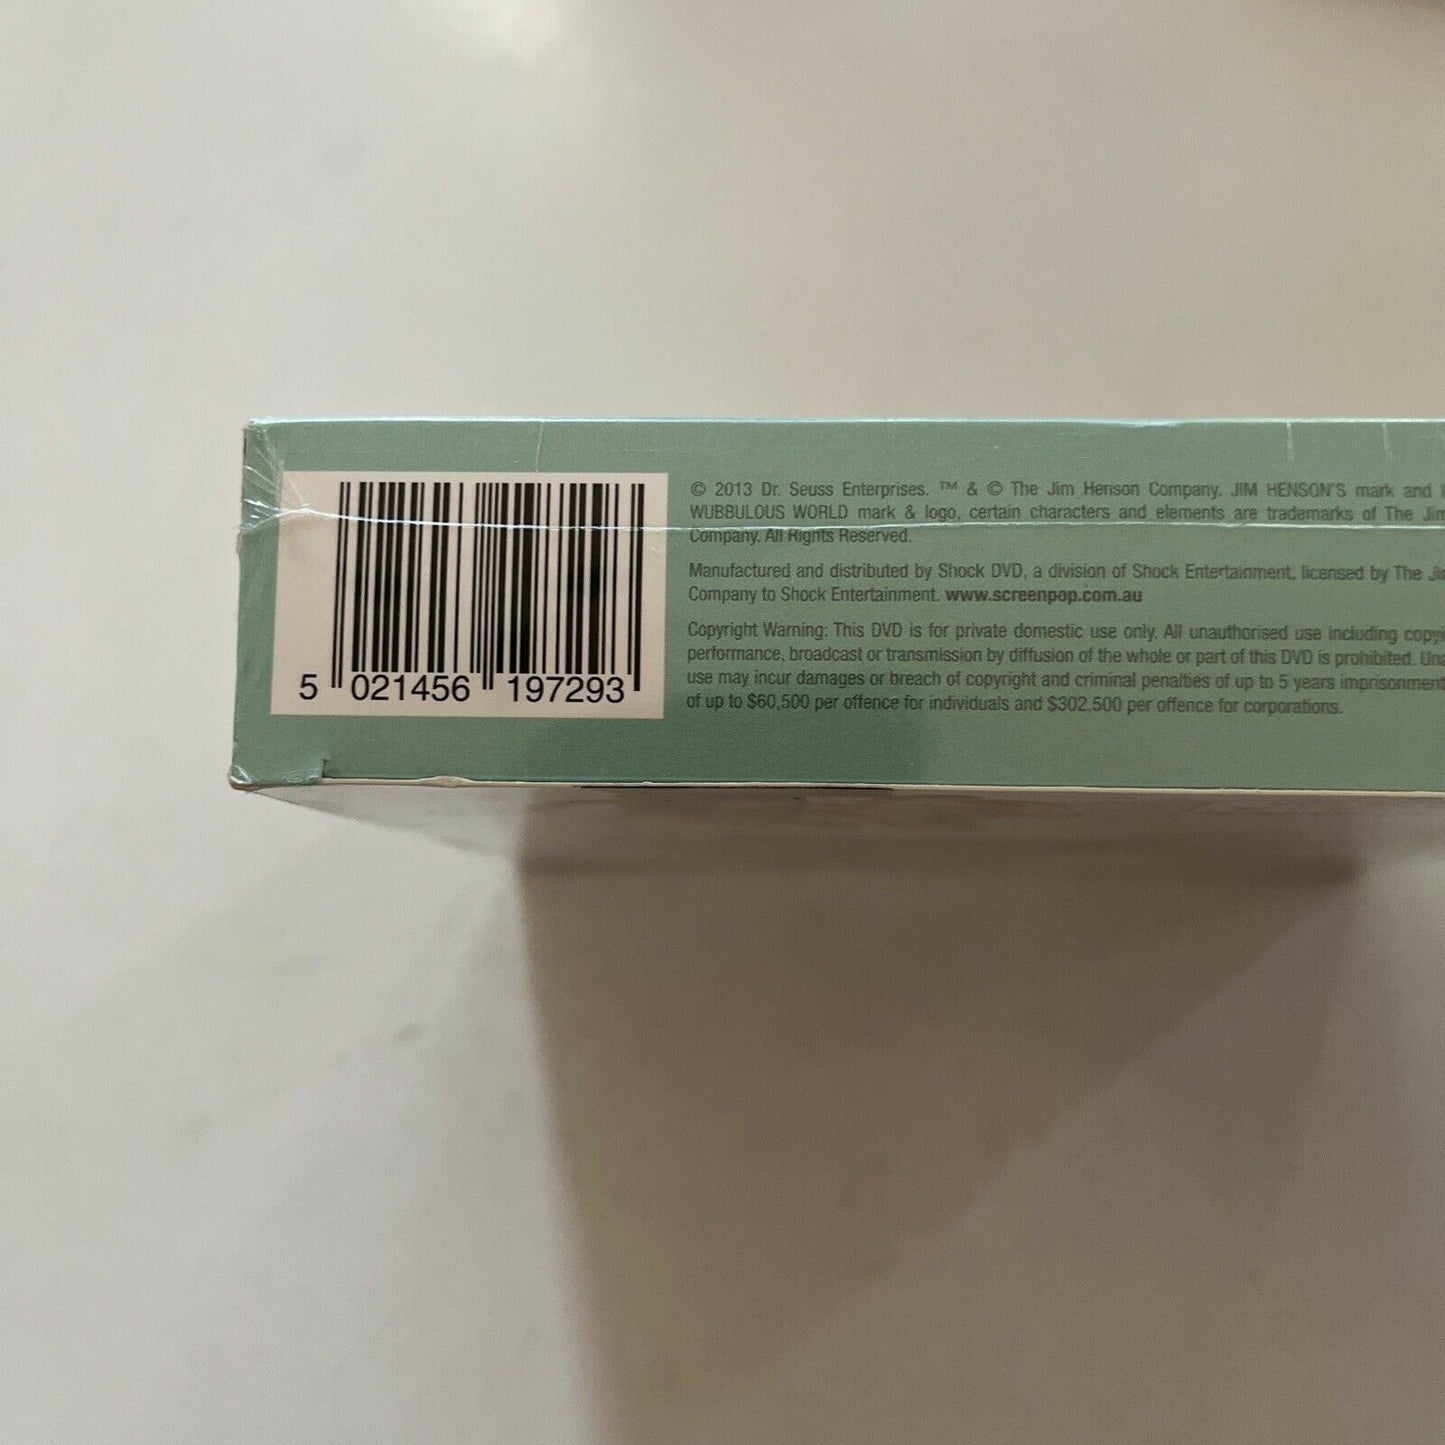 5 021456 197293
© 2013 Dr. Seuss Enterprises. ™ & © The Jim Henson Company. JIM HENSON'S mark and
WUBBULOUS WORLD mark & logo, certain characters and elements are trademarks of The Jim
Company. All Rights Reserved.
Manufactured and distributed by Shock DVD, a division of Shock Entertainment, licensed by The
Company to Shock Entertainment. www.screenpop.com.au
Copyright Warning: This DVD is for private domestic use only. All unauthorised use including
performance, broadcast or transmission by diffusion of the whole or part of this DVD is prohibited.
use may incur damages or breach of copyright and criminal penalties of up to 5 years imprisonment
of up to $60,500 per offence for individuals and $302,500 per offence for corporations.